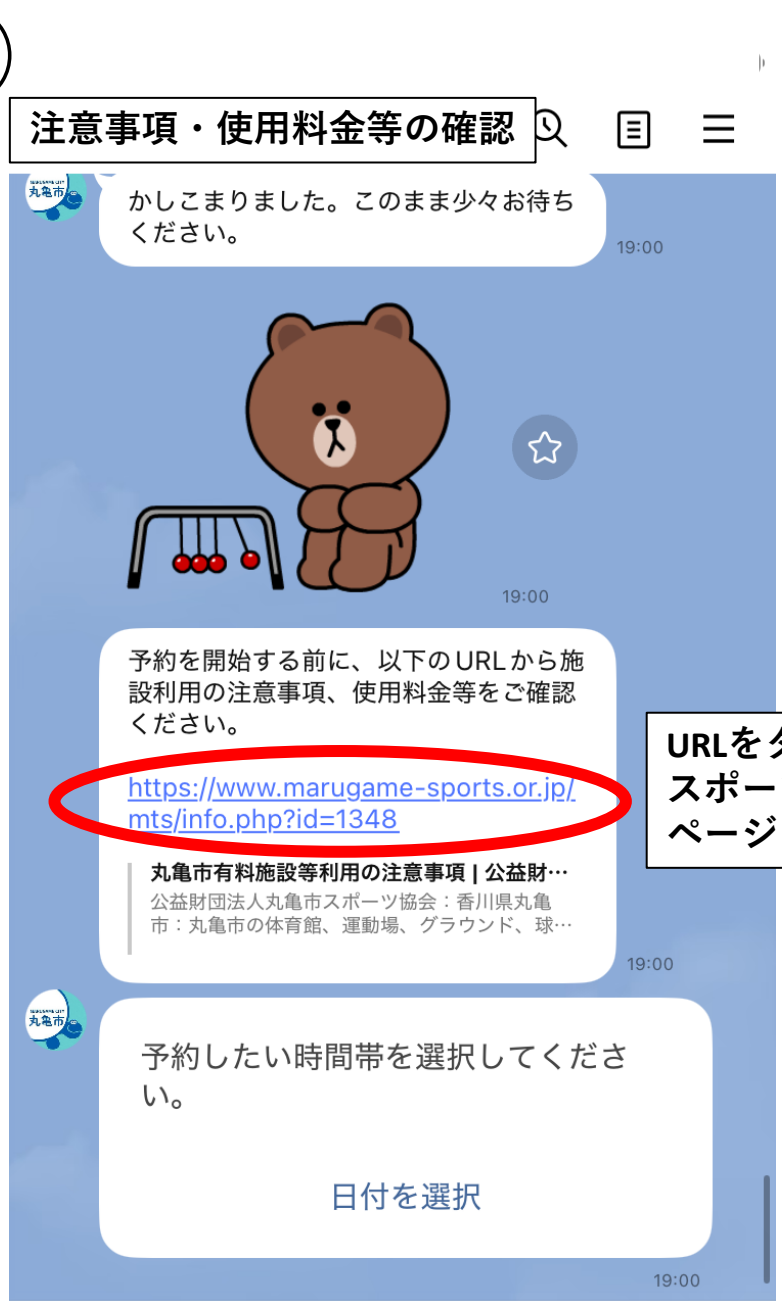 注意事項・使用料金等の確認
丸亀市
かしこまりました。このまま少々お待ち
ください。
19:00
19:00
予約を開始する前に、以下のURLから施
設利用の注意事項、使用料金等をご確認
ください。
https://www.marugame-sports.or.jp/
mts/info.php?id=1348
URLを
スポー
ページ
丸亀市有料施設等利用の注意事項 | 公益財…
公益財団法人丸亀市スポーツ協会：香川県丸亀
市：丸亀市の体育館、運動場、グラウンド、球…
19:00
丸亀市
予約したい時間帯を選択してくださ
い。
日付を選択
19:00